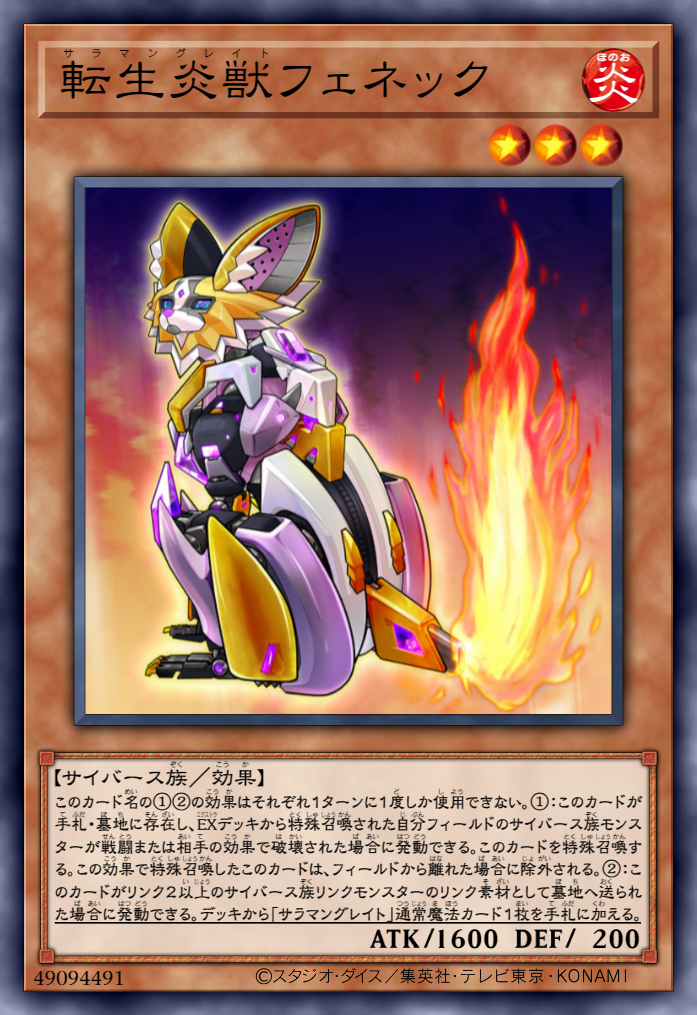 サラマングレイト
転生炎獣フェネック
ほのお
炎
【サイバース族／効果】
このカード名の①②の効果はそれぞれ1ターンに1度しか使用できない。①：このカードが
手札・墓地に存在し、EXデッキから特殊召喚された自分フィールドのサイバース族モンス
ターが戦闘または相手の効果で破壊された場合に発動できる。このカードを特殊召喚す
る。この効果で特殊召喚したこのカードは、フィールドから離れた場合に除外される。②：こ
のカードがリンク2以上のサイバース族リンクモンスターのリンク素材として墓地へ送られ
た場合に発動できる。デッキから「サラマングレイト」通常魔法カード1枚を手札に加える。
ATK/1600 DEF/ 200
49094491 ©スタジオ・ダイス／集英社・テレビ東京・KONAMI